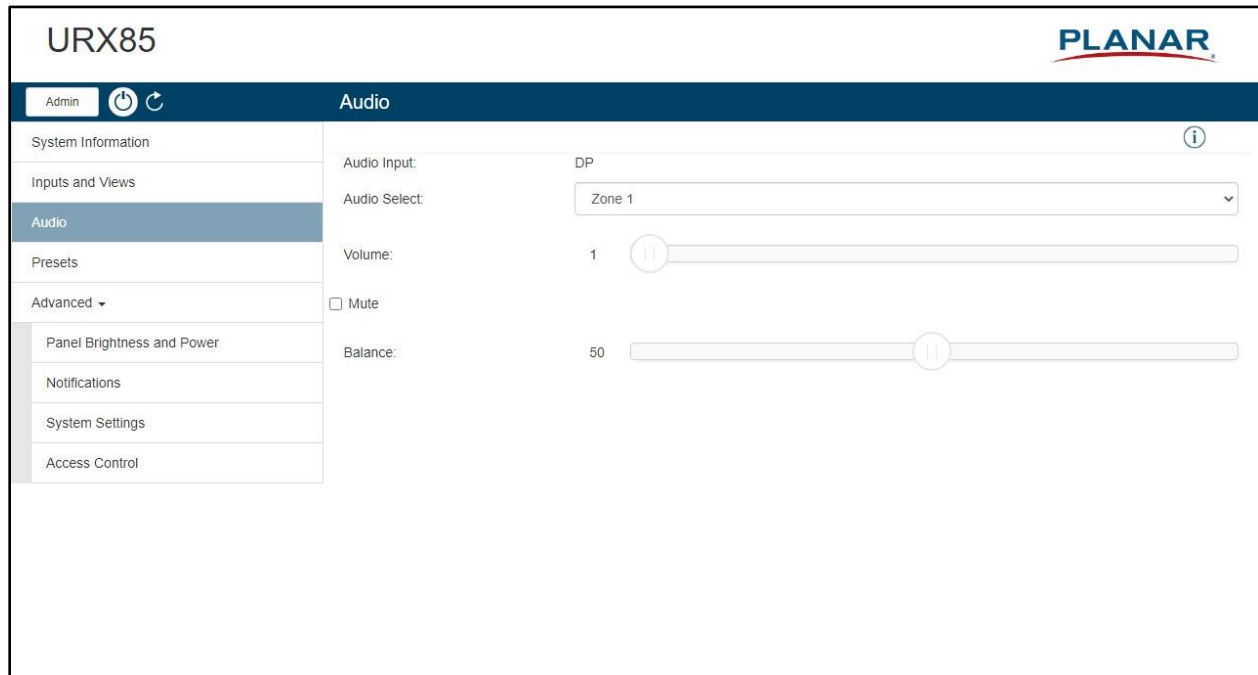 URX85
PLANAR
Admin
Audio
System Information
Inputs and Views
Audio
Presets
Advanced
Panel Brightness and Power
Notifications
System Settings
Access Control
Audio Input: DP
Audio Select: Zone 1
Volume: 1
Mute
Balance: 50